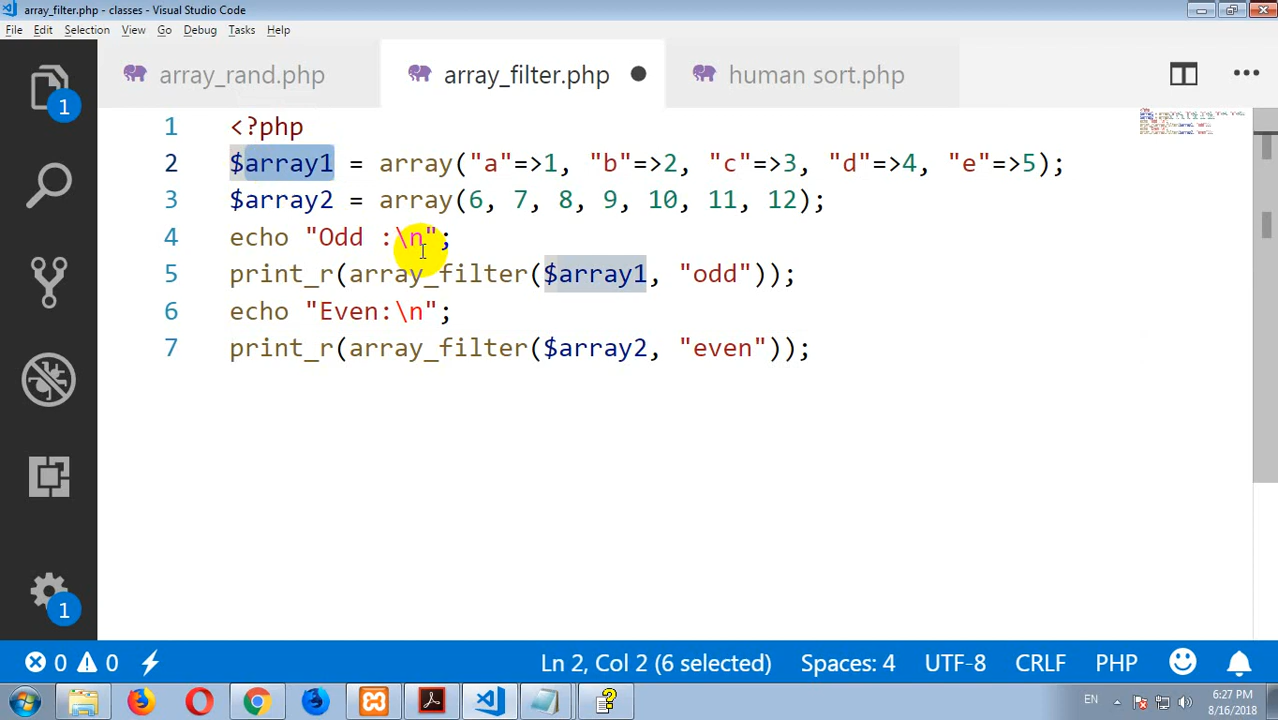 array_filter.php - classes - Visual Studio Code
File Edit Selection View Go Debug Tasks Help
array_rand.php array_filter.php human sort.php
1 <?php
2 $array1 = array("a"=>1, "b"=>2, "c"=>3, "d"=>4, "e"=>5);
3 $array2 = array(6, 7, 8, 9, 10, 11, 12);
4 echo "Odd :\n";
5 print_r(array_filter($array1, "odd"));
6 echo "Even:\n";
7 print_r(array_filter($array2, "even"));
1
1
0 0 Ln 2, Col 2 (6 selected) Spaces: 4 UTF-8 CRLF PHP
EN 6:27 PM
8/16/2018